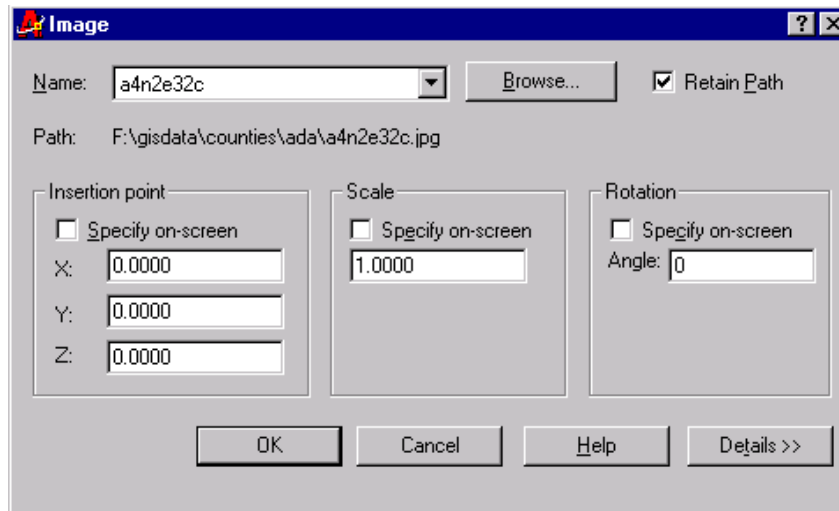 Image
Name: a4n2e32c Browse... Retain Path
Path: F:\gisdata\counties\ada\a4n2e32c.jpg
Insertion point Scale Rotation
Specify on-screen Specify on-screen Specify on-screen
X: 0.0000 1.0000 Angle: 0
Y: 0.0000
Z: 0.0000
OK Cancel Help Details >>